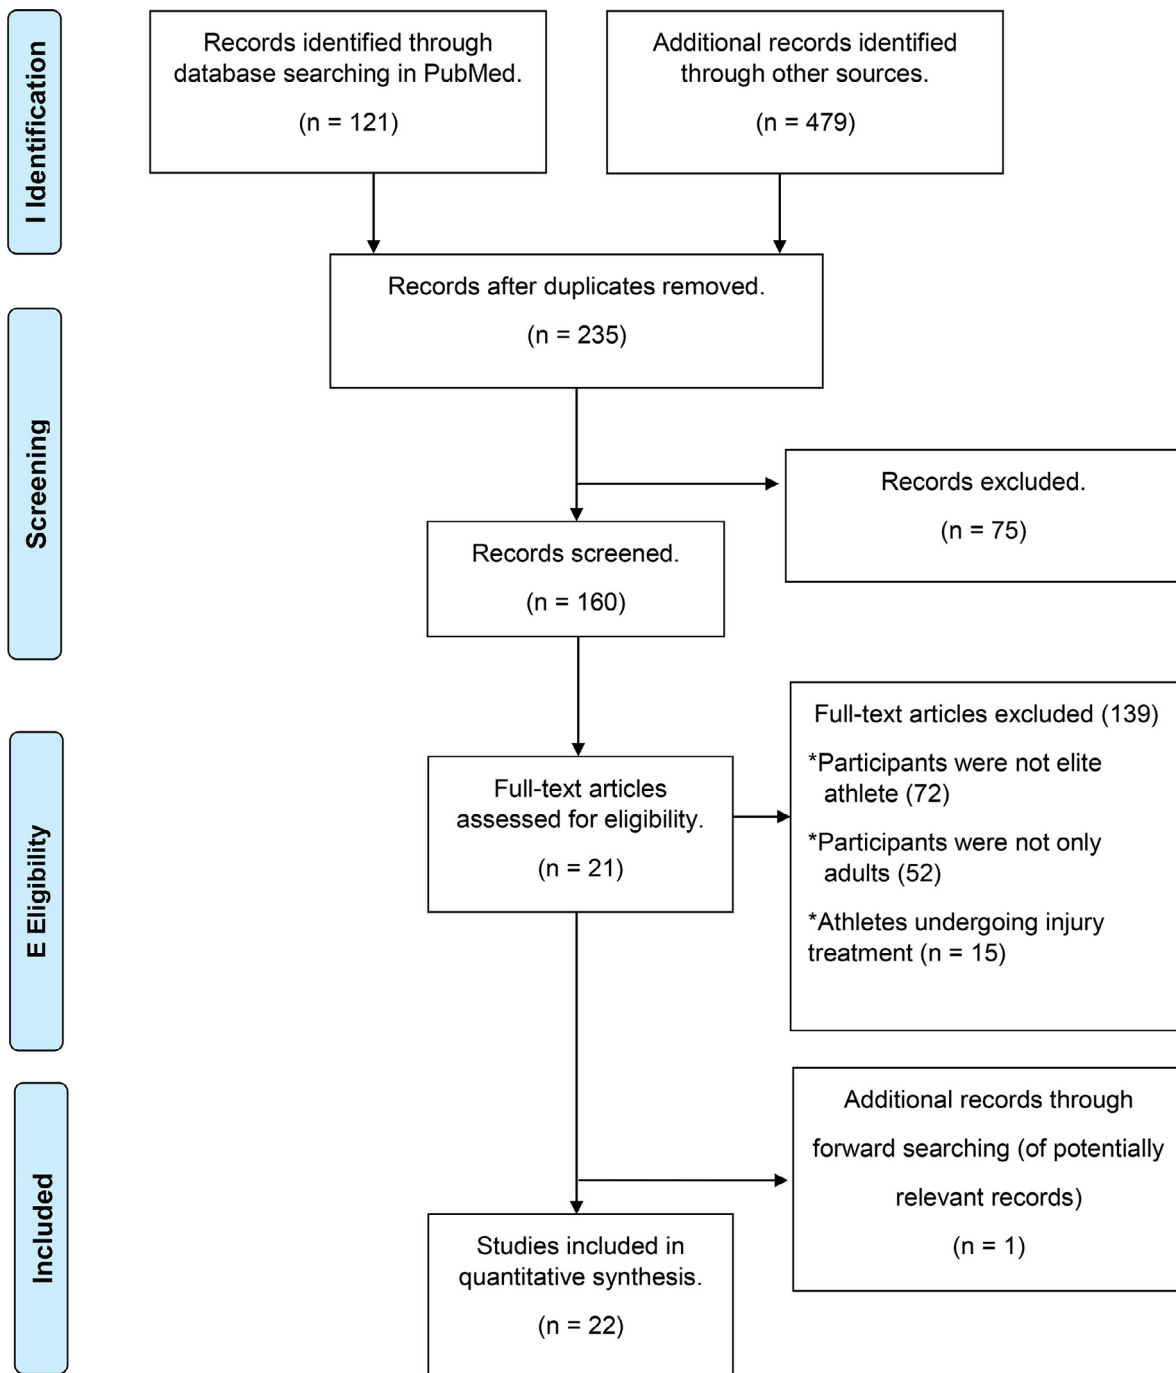 I Identification
Records identified through
database searching in PubMed.
(n = 121)
Additional records identified
through other sources.
(n = 479)
Records after duplicates removed.
(n = 235)
Screening
Records excluded.
(n = 75)
Records screened.
(n = 160)
E Eligibility
Full-text articles
assessed for eligibility.
(n = 21)
Full-text articles excluded (139)
*Participants were not elite
athlete (72)
*Participants were not only
adults (52)
*Athletes undergoing injury
treatment (n = 15)
Included
Additional records through
forward searching (of potentially
relevant records)
(n = 1)
Studies included in
quantitative synthesis.
(n = 22)